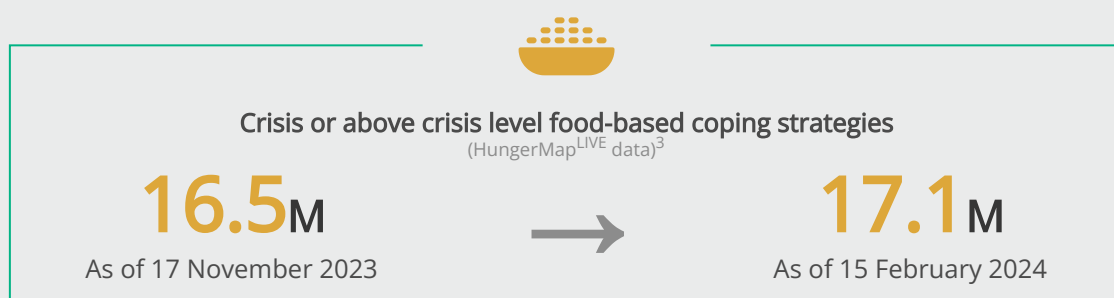 Crisis or above crisis level food-based coping strategies
(HungerMapLIVE data)3
16.5M
17.1M
As of 17 November 2023
As of 15 February 2024